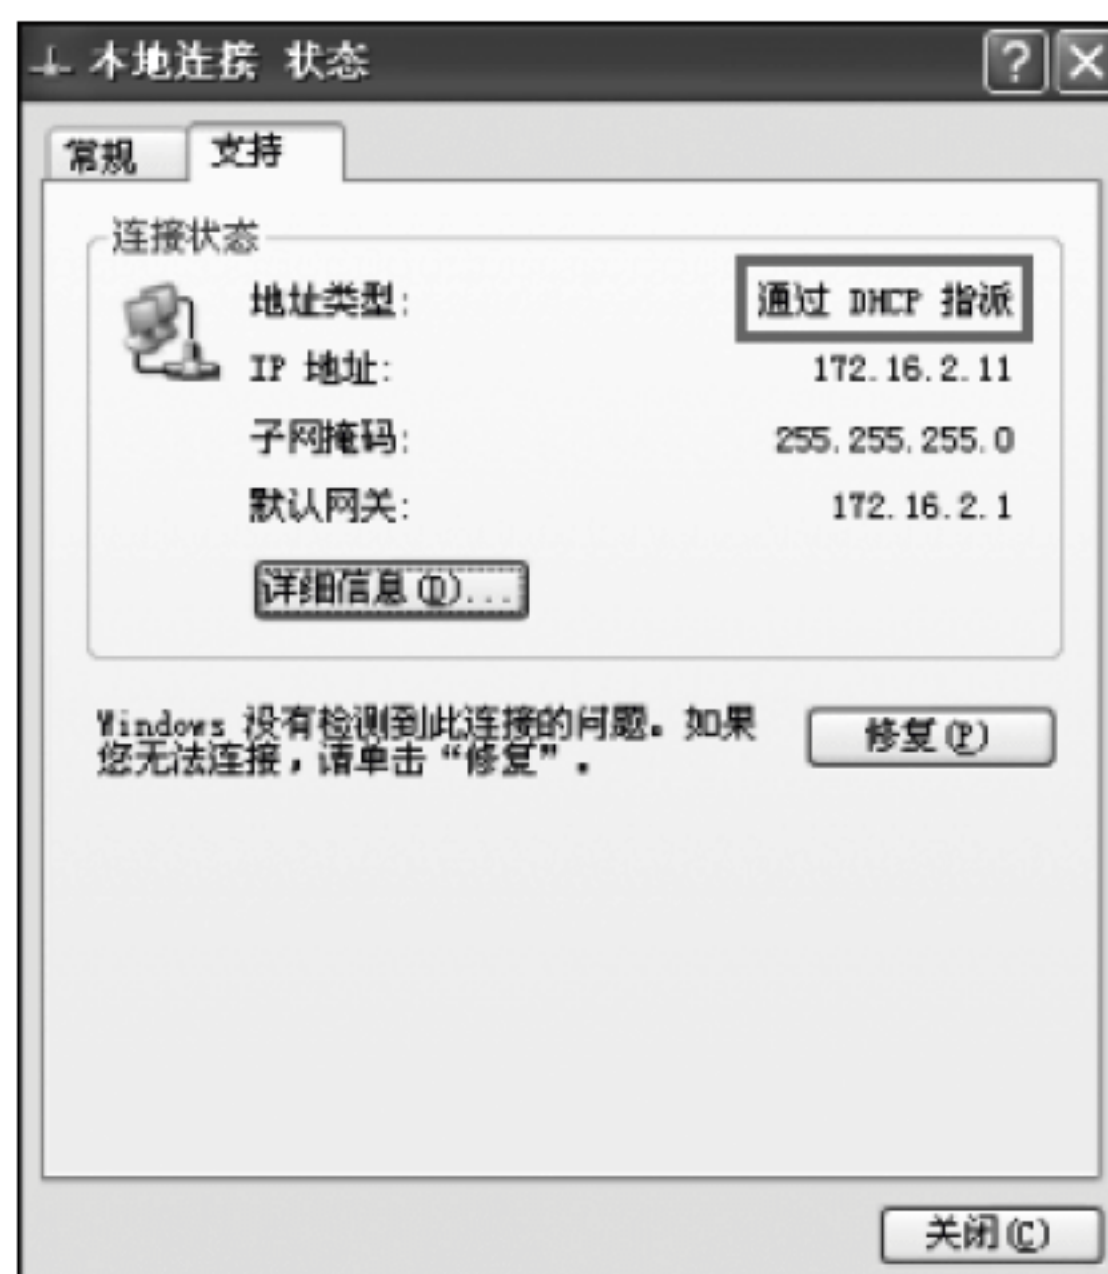 本地连接 状态
常规 支持
连接状态
地址类型: 通过 DHCP 指派
IP 地址: 172.16.2.11
子网掩码: 255.255.255.0
默认网关: 172.16.2.1
详细信息(D)...
Windows 没有检测到此连接的问题。如果
您无法连接，请单击“修复”。
修复(P)
关闭(C)